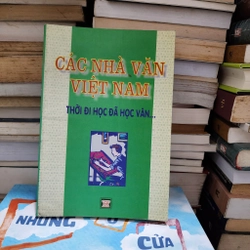 CÁC NHÀ VĂN
VIỆT NAM
THỜI ĐI HỌC ĐÃ HỌC VĂN...
NHỮNG
CỬA